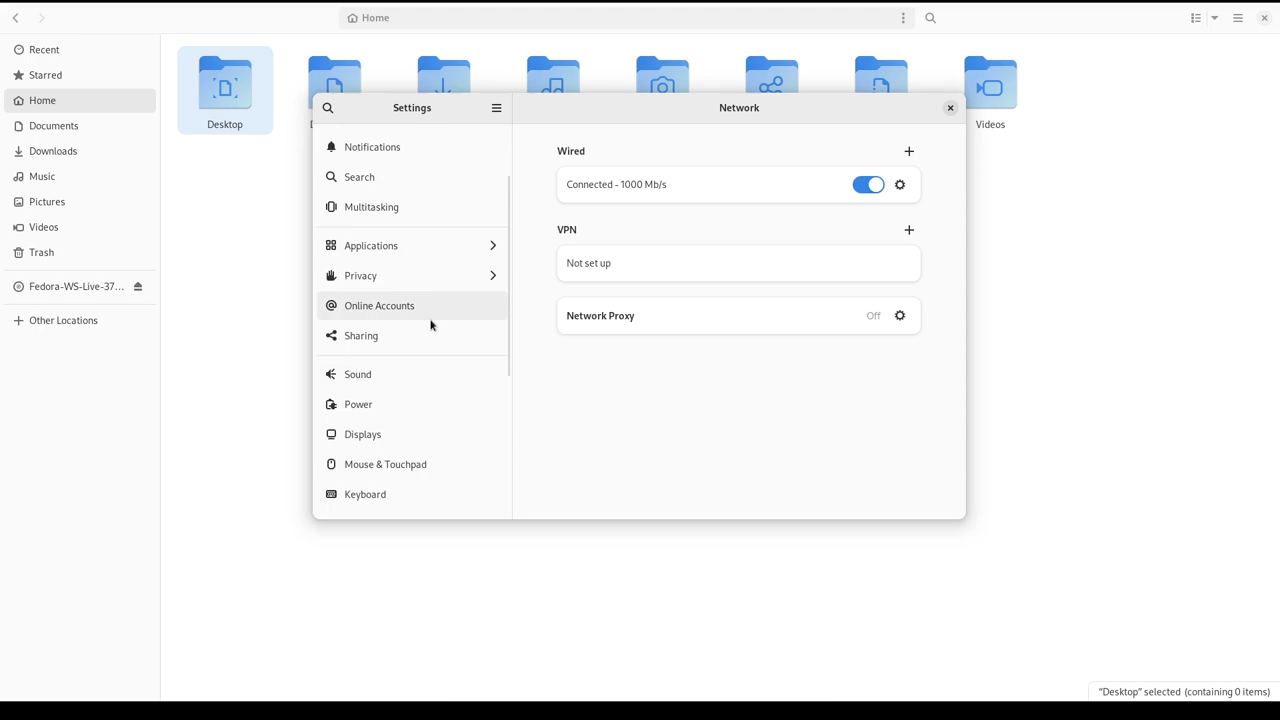 Home
Recent
Starred
Home
Documents
Downloads
Music
Pictures
Videos
Trash
Fedora-WS-Live-37...
Other Locations
Desktop
Videos
Settings
Notifications
Search
Multitasking
Applications
Privacy
Online Accounts
Sharing
Sound
Power
Displays
Mouse & Touchpad
Keyboard
Network
Wired
Connected - 1000 Mb/s
VPN
Not set up
Network Proxy
Off
"Desktop" selected (containing 0 items)